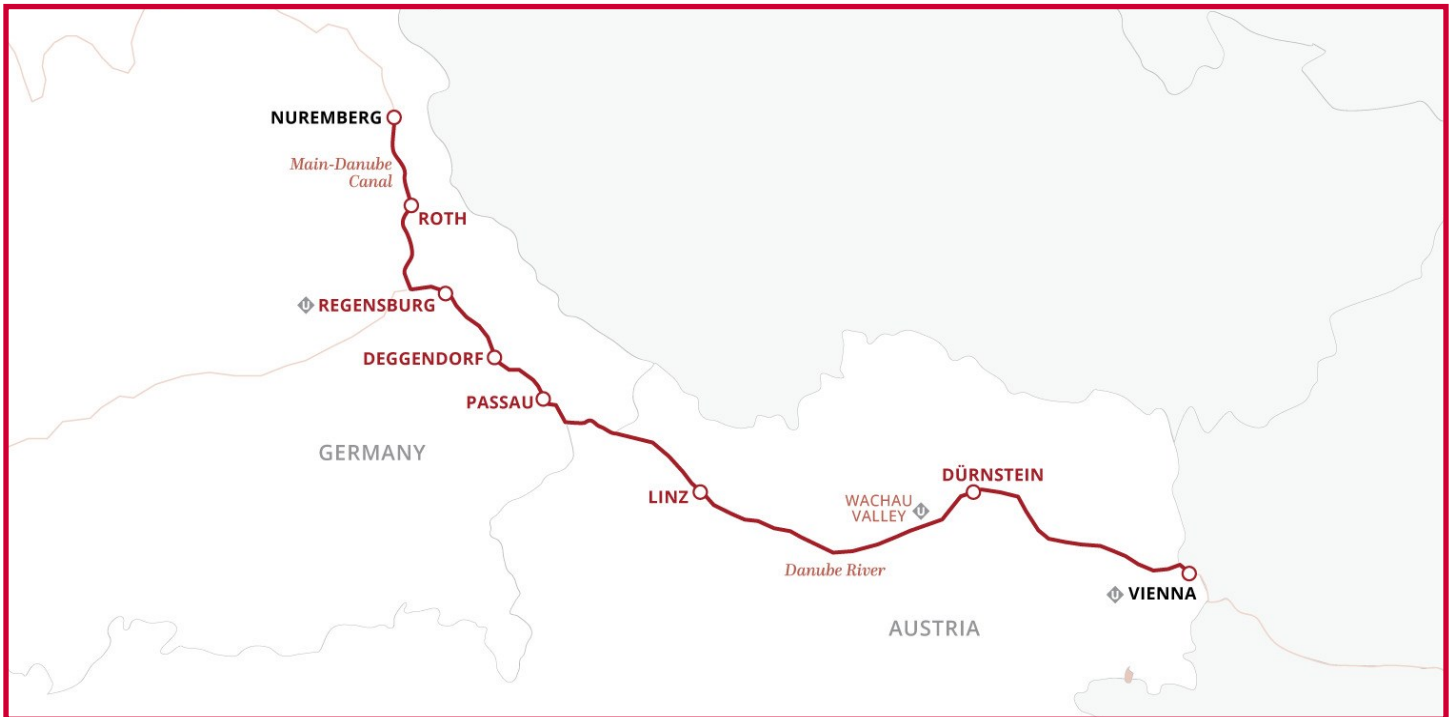 NUREMBERG
Main-Danube
Canal
ROTH
U REGENSBURG
DEGGENDORF
PASSAU
GERMANY
LINZ
DÜRNSTEIN
WACHAU
VALLEY U
Danube River
U VIENNA
AUSTRIA